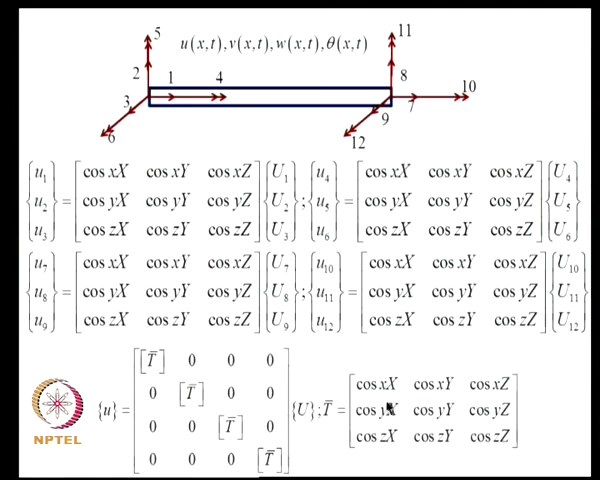 5
11
u(x,t), v(x,t), w(x,t), θ(x,t)
2 1 4 8 10
3 7
9
6 12
{u1 u2 u3} = [cos xX cos xY cos xZ; cos yX cos yY cos yZ; cos zX cos zY cos zZ] {U1 U2 U3}; {u4 u5 u6} = [cos xX cos xY cos xZ; cos yX cos yY cos yZ; cos zX cos zY cos zZ] {U4 U5 U6}
{u7 u8 u9} = [cos xX cos xY cos xZ; cos yX cos yY cos yZ; cos zX cos zY cos zZ] {U7 U8 U9}; {u10 u11 u12} = [cos xX cos xY cos xZ; cos yX cos yY cos yZ; cos zX cos zY cos zZ] {U10 U11 U12}
{u} = [[T̄] 0 0 0; 0 [T̄] 0 0; 0 0 [T̄] 0; 0 0 0 [T̄]] {U}; T̄ = [cos xX cos xY cos xZ; cos yX cos yY cos yZ; cos zX cos zY cos zZ]
NPTEL